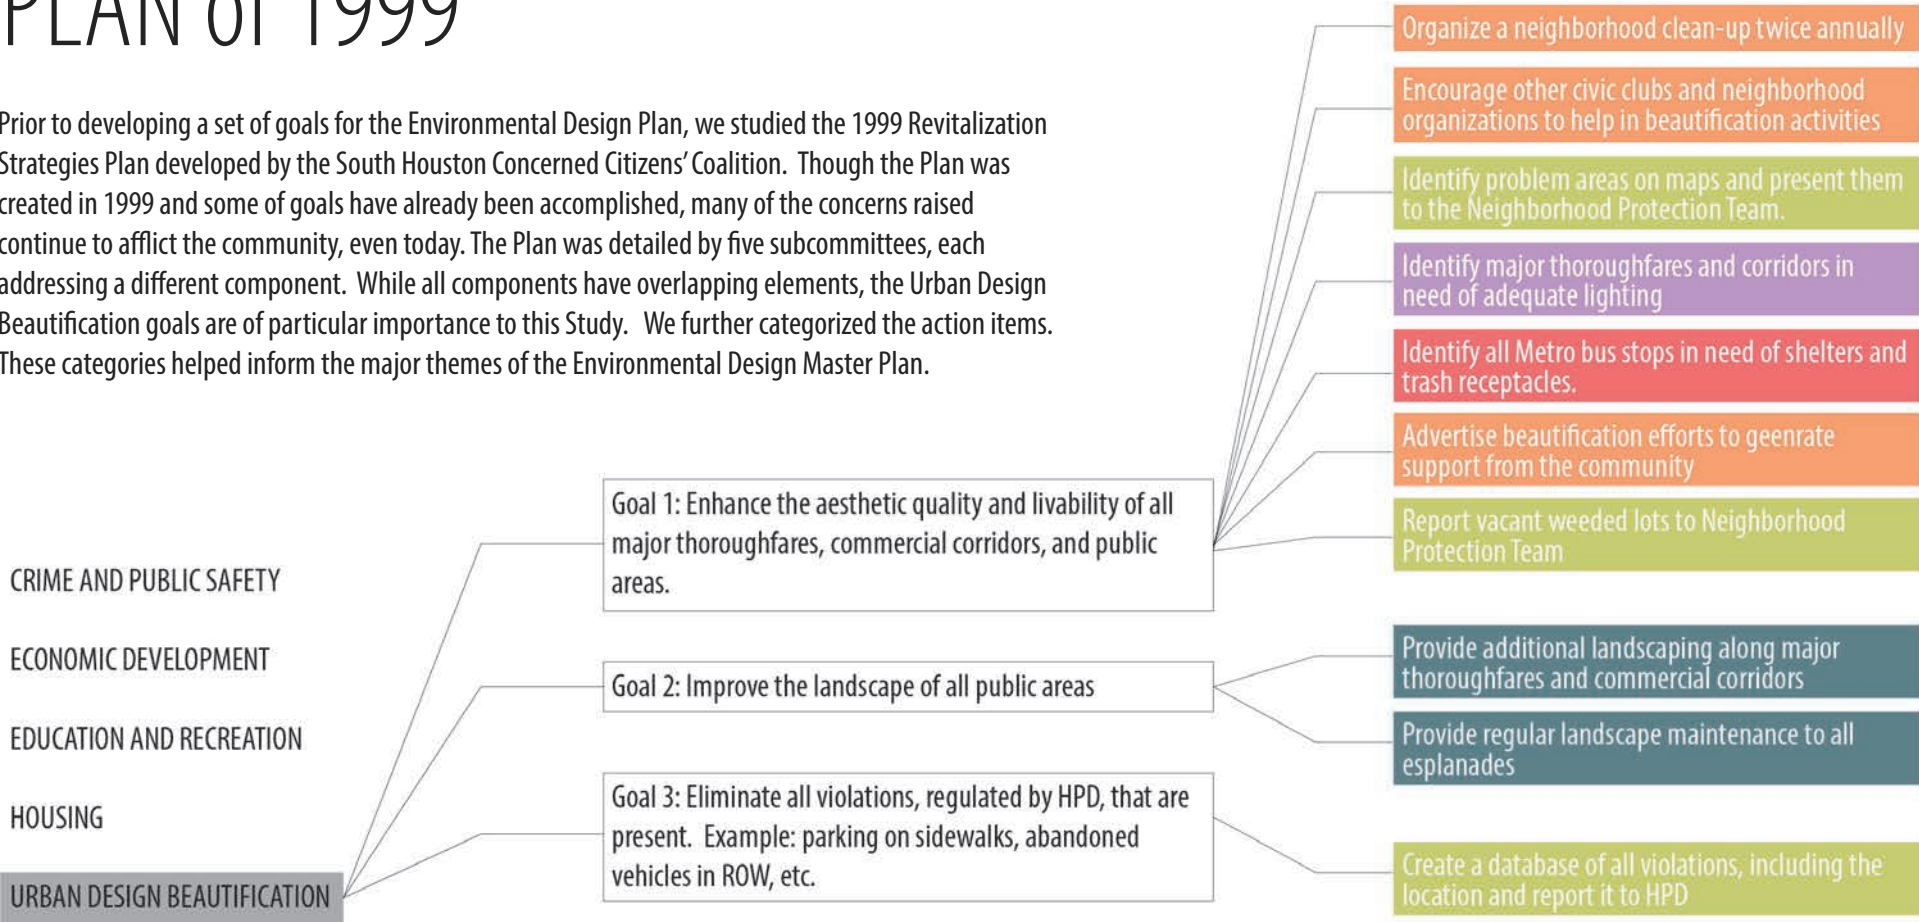 PLAN of 1999
Prior to developing a set of goals for the Environmental Design Plan, we studied the 1999 Revitalization
Strategies Plan developed by the South Houston Concerned Citizens' Coalition. Though the Plan was
created in 1999 and some of goals have already been accomplished, many of the concerns raised
continue to afflict the community, even today. The Plan was detailed by five subcommittees, each
addressing a different component. While all components have overlapping elements, the Urban Design
Beautification goals are of particular importance to this Study. We further categorized the action items.
These categories helped inform the major themes of the Environmental Design Master Plan.
CRIME AND PUBLIC SAFETY
ECONOMIC DEVELOPMENT
EDUCATION AND RECREATION
HOUSING
URBAN DESIGN BEAUTIFICATION
Goal 1: Enhance the aesthetic quality and livability of all
major thoroughfares, commercial corridors, and public
areas.
Goal 2: Improve the landscape of all public areas
Goal 3: Eliminate all violations, regulated by HPD, that are
present. Example: parking on sidewalks, abandoned
vehicles in ROW, etc.
Organize a neighborhood clean-up twice annually
Encourage other civic clubs and neighborhood
organizations to help in beautification activities
Identify problem areas on maps and present them
to the Neighborhood Protection Team.
Identify major thoroughfares and corridors in
need of adequate lighting
Identify all Metro bus stops in need of shelters and
trash receptacles.
Advertise beautification efforts to geenrate
support from the community
Report vacant weeded lots to Neighborhood
Protection Team
Provide additional landscaping along major
thoroughfares and commercial corridors
Provide regular landscape maintenance to all
esplanades
Create a database of all violations, including the
location and report it to HPD